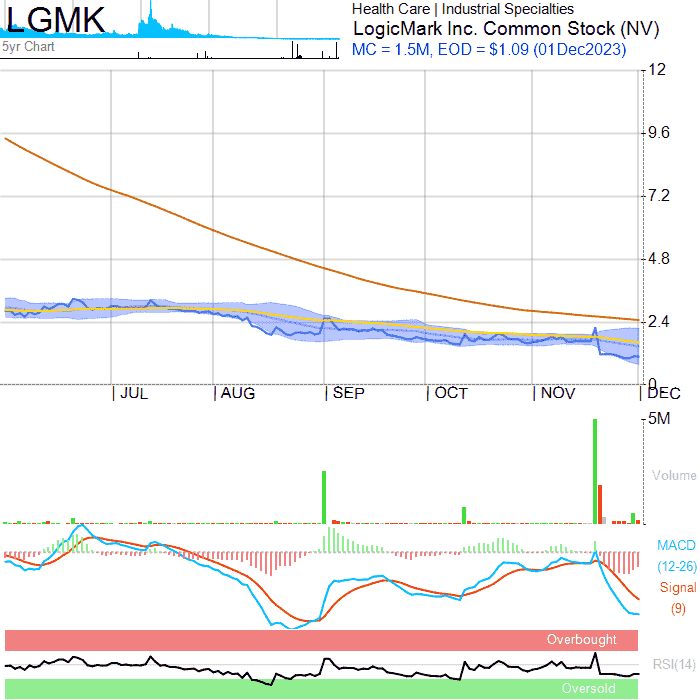 LGMK
Health Care | Industrial Specialties
LogicMark Inc. Common Stock (NV)
5yr Chart
MC = 1.5M, EOD = $1.09 (01Dec2023)
12
9.6
7.2
4.8
2.4
0
JUL
AUG
SEP
OCT
NOV
DEC
5M
Volume
MACD
(12-26)
Signal
(9)
Overbought
RSI(14)
Oversold